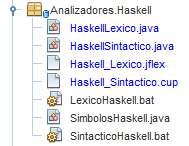 Analizadores.Haskell
HaskellLexico.java
HaskellSintactico.java
Haskell_Lexico.jflex
Haskell_Sintactico.cup
LexicoHaskell.bat
SimbolosHaskell.java
SintacticoHaskell.bat